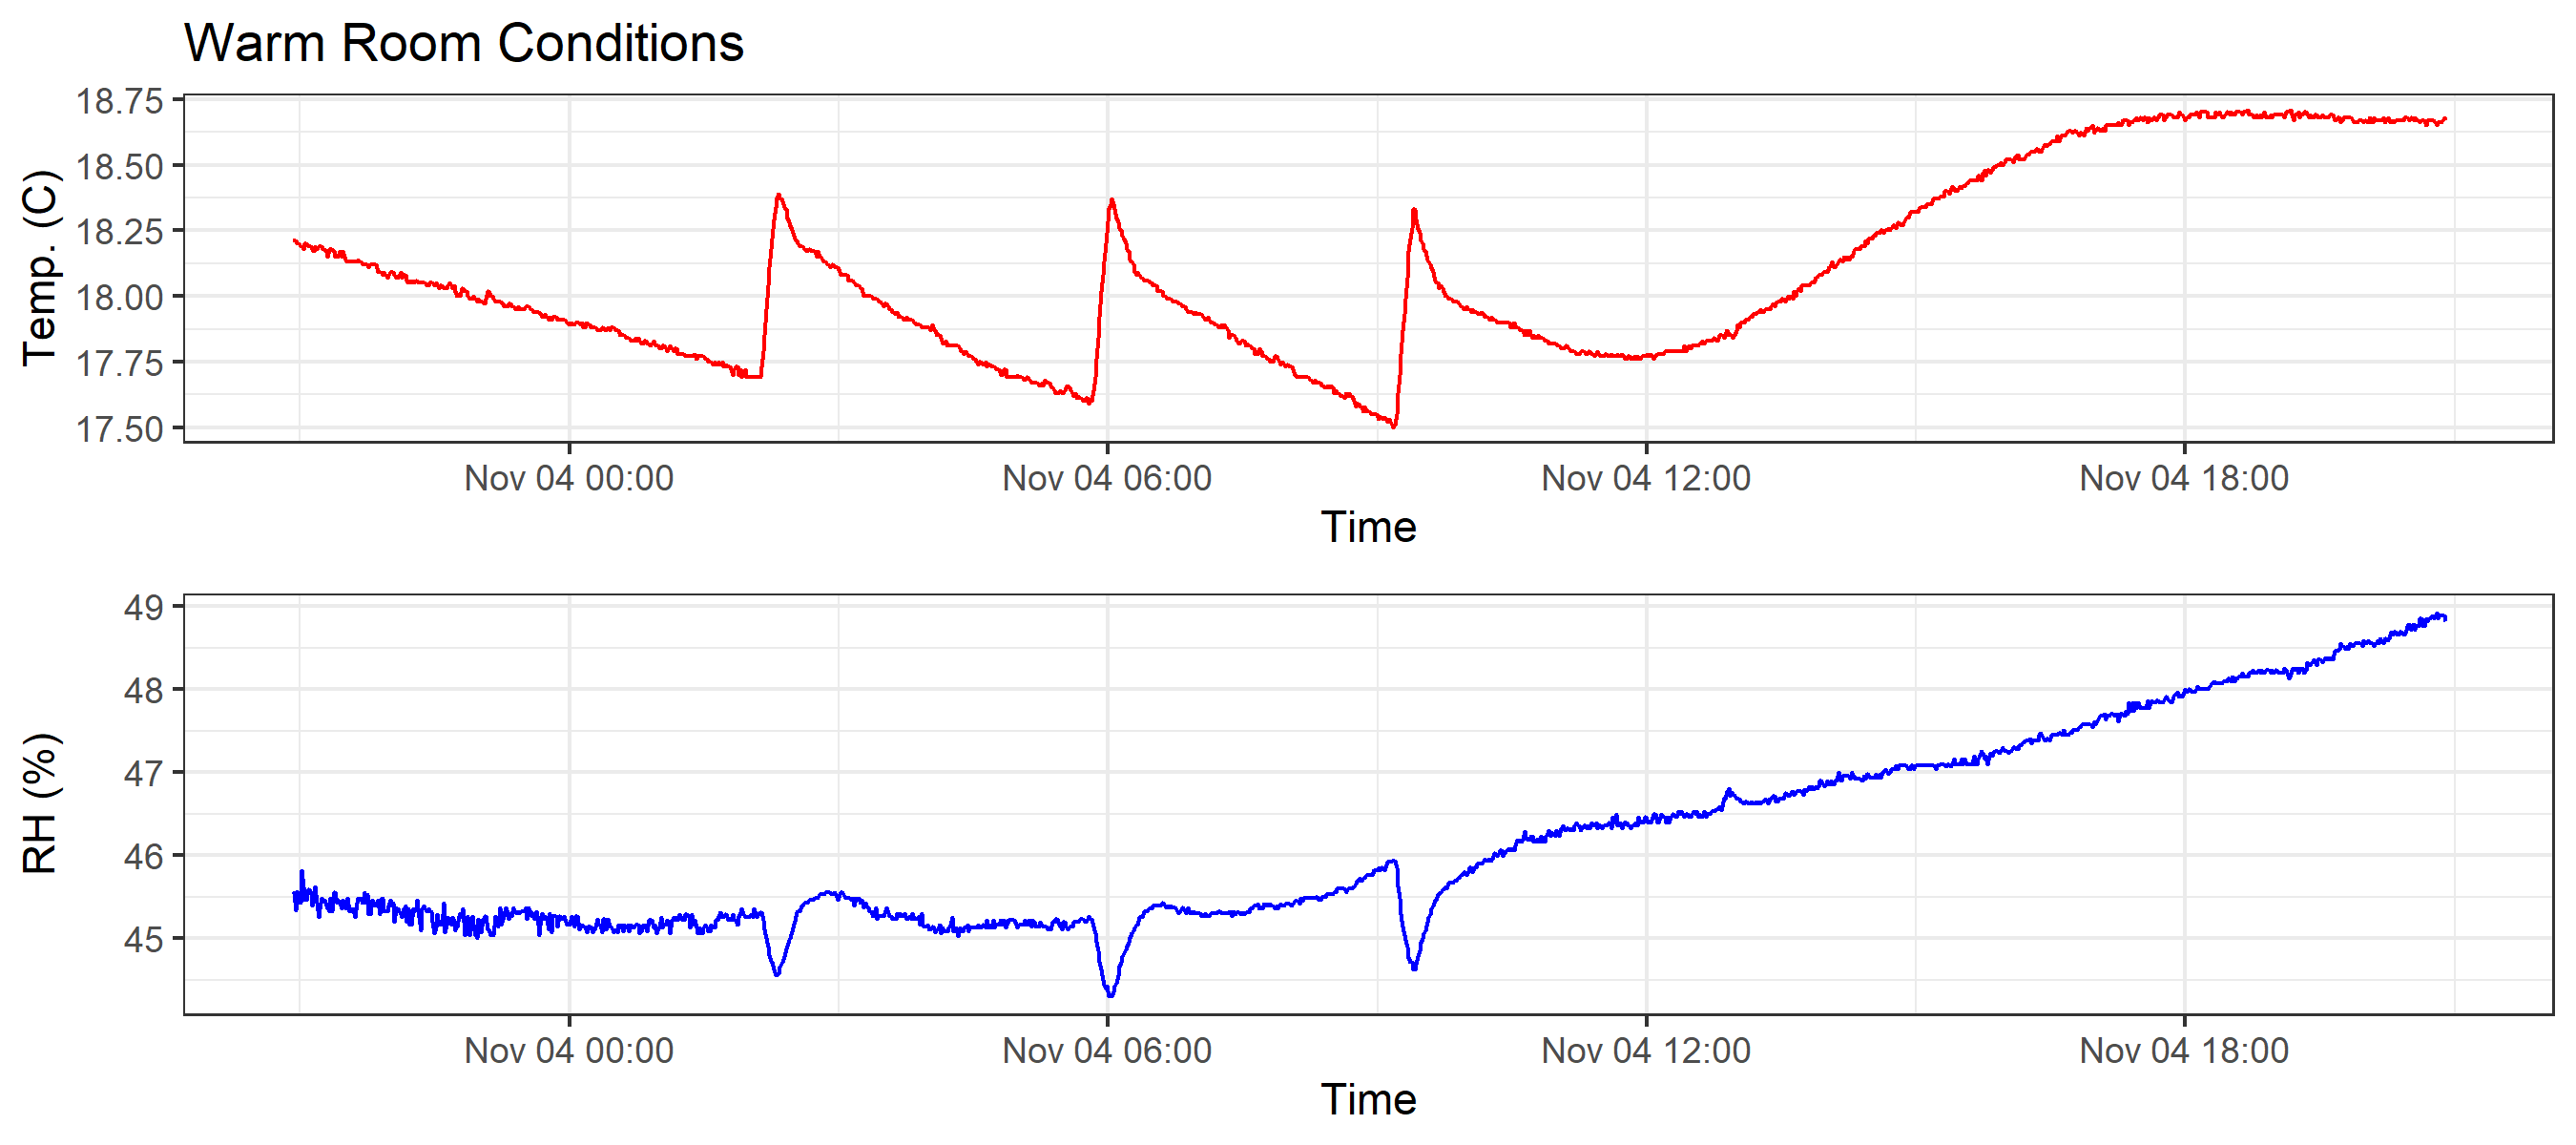 Warm Room Conditions
18.75
18.50
18.25
18.00
17.75
17.50
Temp. (C)
Nov 04 00:00 Nov 04 06:00 Nov 04 12:00 Nov 04 18:00
Time
49
48
47
46
45
RH (%)
Nov 04 00:00 Nov 04 06:00 Nov 04 12:00 Nov 04 18:00
Time